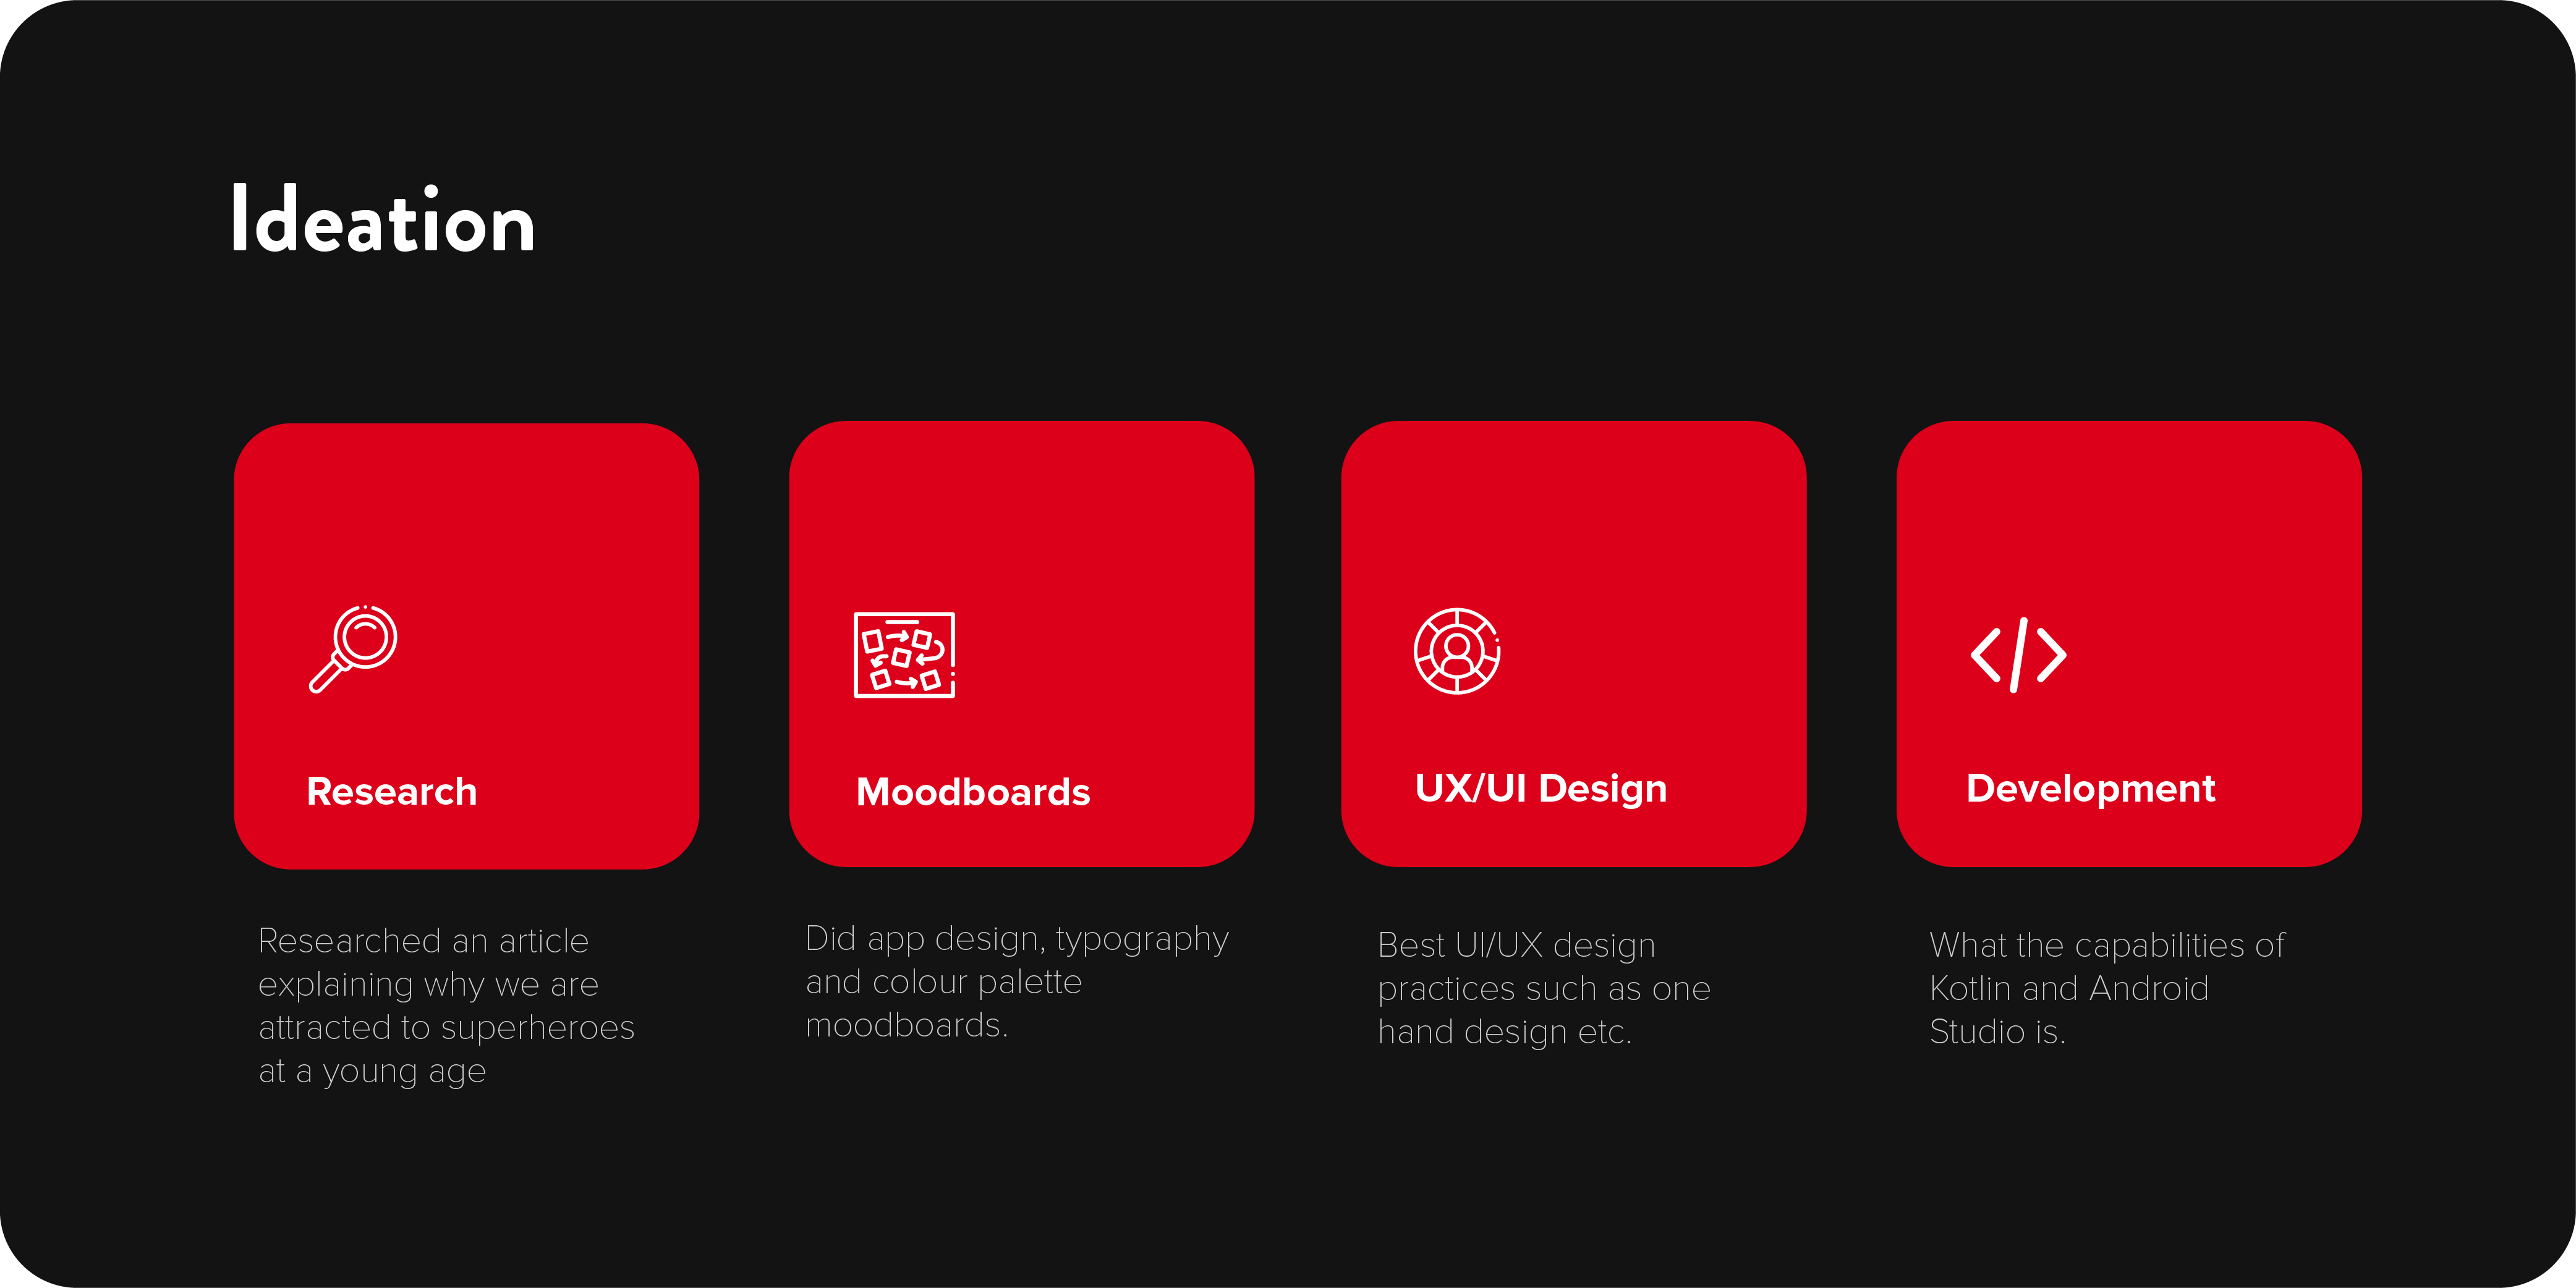 Ideation
Research
Researched an article
explaining why we are
attracted to superheroes
at a young age
Moodboards
Did app design, typography
and colour palette
moodboards.
UX/UI Design
Best UI/UX design
practices such as one
hand design etc.
Development
What the capabilities of
Kotlin and Android
Studio is.